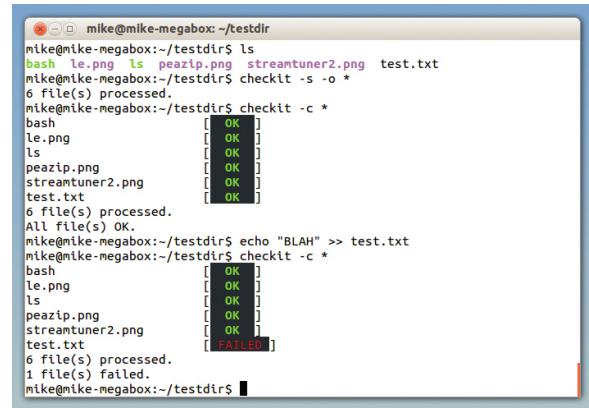 mike@mike-megabox: ~/testdir
mike@mike-megabox:~/testdir$ ls
bash le.png ls peazip.png streamtuner2.png test.txt
mike@mike-megabox:~/testdir$ checkit -s -o *
6 file(s) processed.
mike@mike-megabox:~/testdir$ checkit -c *
bash [ OK ]
le.png [ OK ]
ls [ OK ]
peazip.png [ OK ]
streamtuner2.png [ OK ]
test.txt [ OK ]
6 file(s) processed.
All file(s) OK.
mike@mike-megabox:~/testdir$ echo "BLAH" >> test.txt
mike@mike-megabox:~/testdir$ checkit -c *
bash [ OK ]
le.png [ OK ]
ls [ OK ]
peazip.png [ OK ]
streamtuner2.png [ OK ]
test.txt [ FAILED ]
6 file(s) processed.
1 file(s) failed.
mike@mike-megabox:~/testdir$